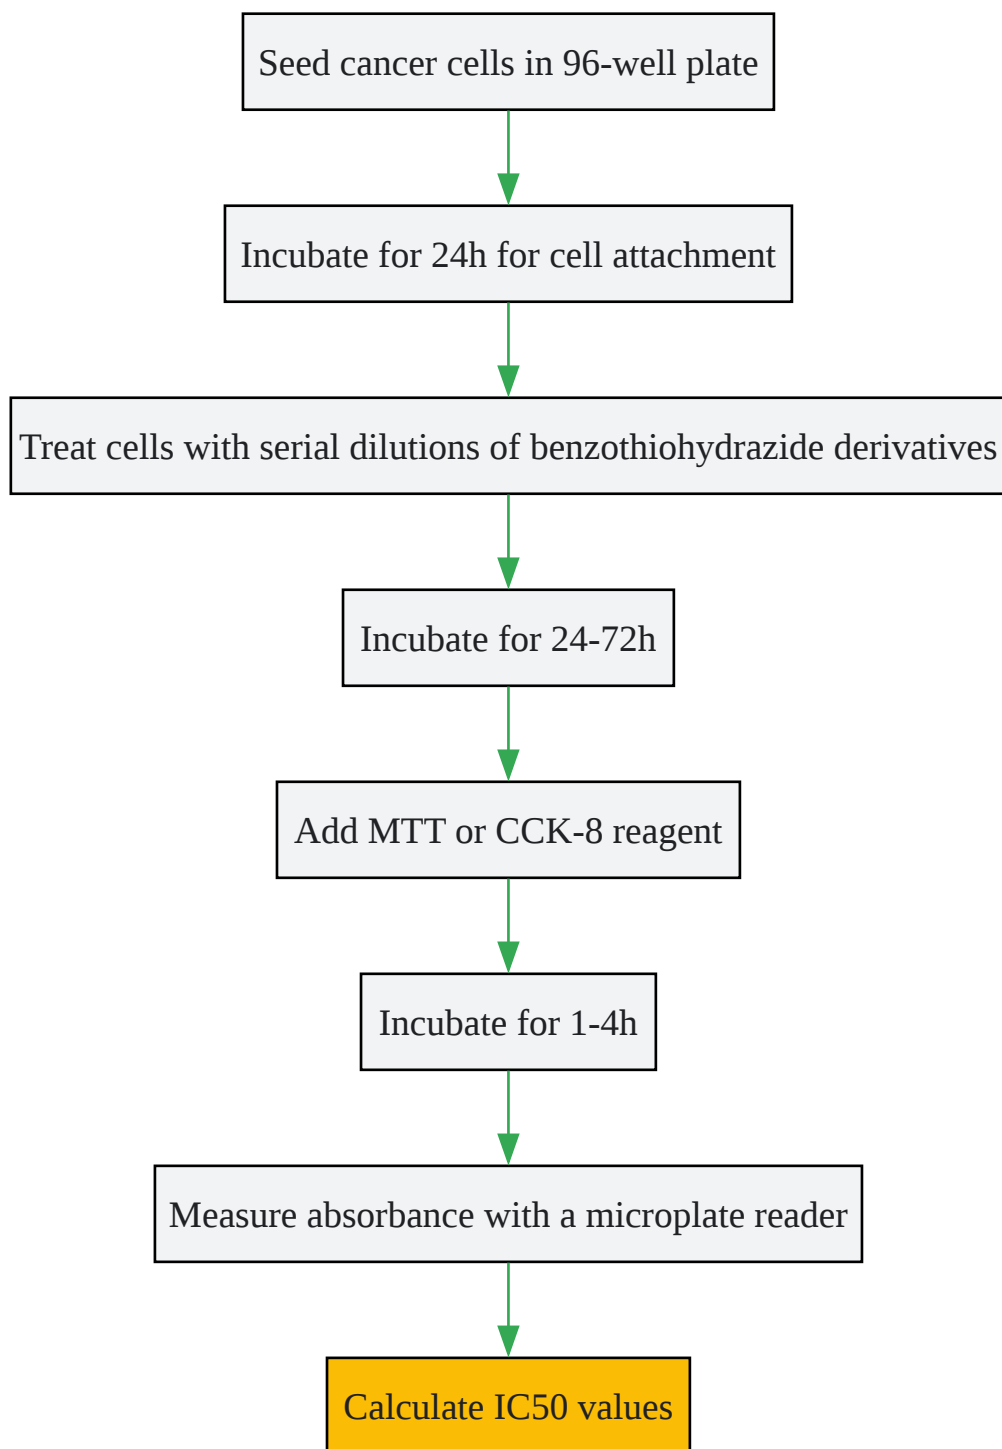 Seed cancer cells in 96-well plate
Incubate for 24h for cell attachment
Treat cells with serial dilutions of benzothiohydrazide derivatives
Incubate for 24-72h
Add MTT or CCK-8 reagent
Incubate for 1-4h
Measure absorbance with a microplate reader
Calculate IC50 values